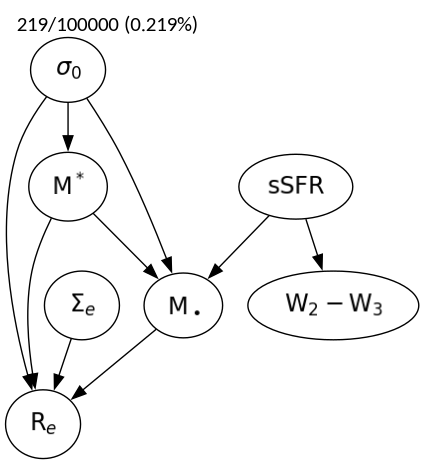 219/100000 (0.219%)
σ₀
M*
sSFR
Σₑ
M•
W₂ − W₃
Rₑ